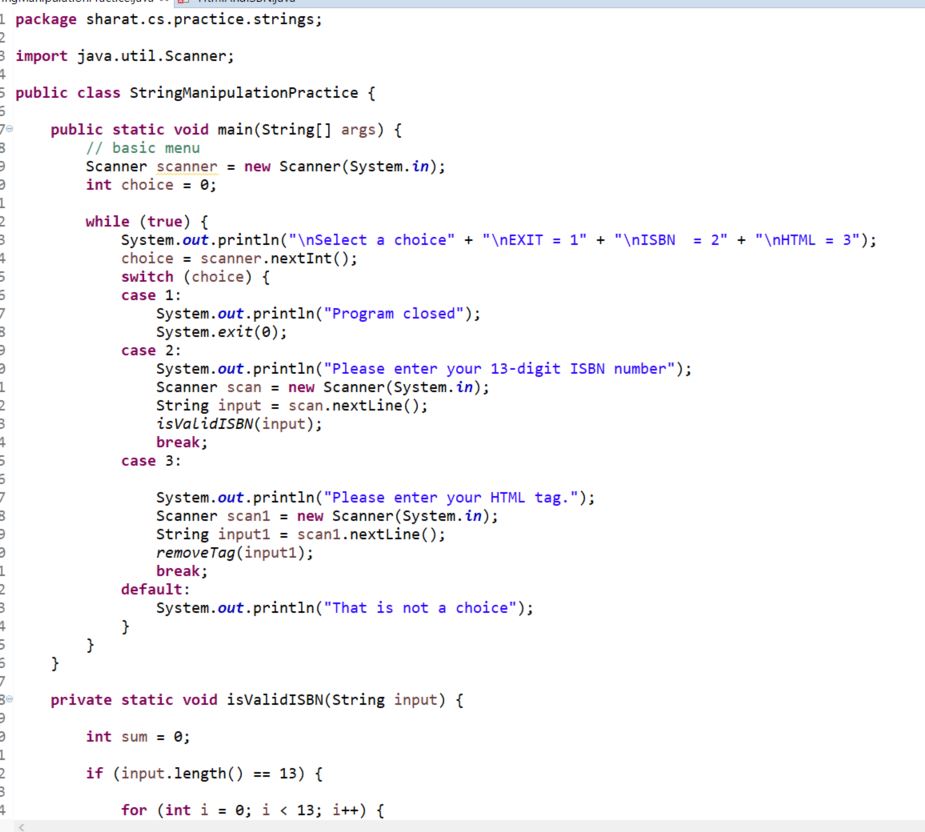 package sharat.cs.practice.strings;
import java.util.Scanner;
public class StringManipulationPractice {
public static void main(String[] args) {
// basic menu
Scanner scanner = new Scanner(System.in);
int choice = 0;
while (true) {
System.out.println("\nSelect a choice" + "\nEXIT = 1" + "\nISBN  = 2" + "\nHTML = 3");
choice = scanner.nextInt();
switch (choice) {
case 1:
System.out.println("Program closed");
System.exit(0);
case 2:
System.out.println("Please enter your 13-digit ISBN number");
Scanner scan = new Scanner(System.in);
String input = scan.nextLine();
isValidISBN(input);
break;
case 3:
System.out.println("Please enter your HTML tag.");
Scanner scan1 = new Scanner(System.in);
String input1 = scan1.nextLine();
removeTag(input1);
break;
default:
System.out.println("That is not a choice");
}
}
}
private static void isValidISBN(String input) {
int sum = 0;
if (input.length() == 13) {
for (int i = 0; i < 13; i++) {